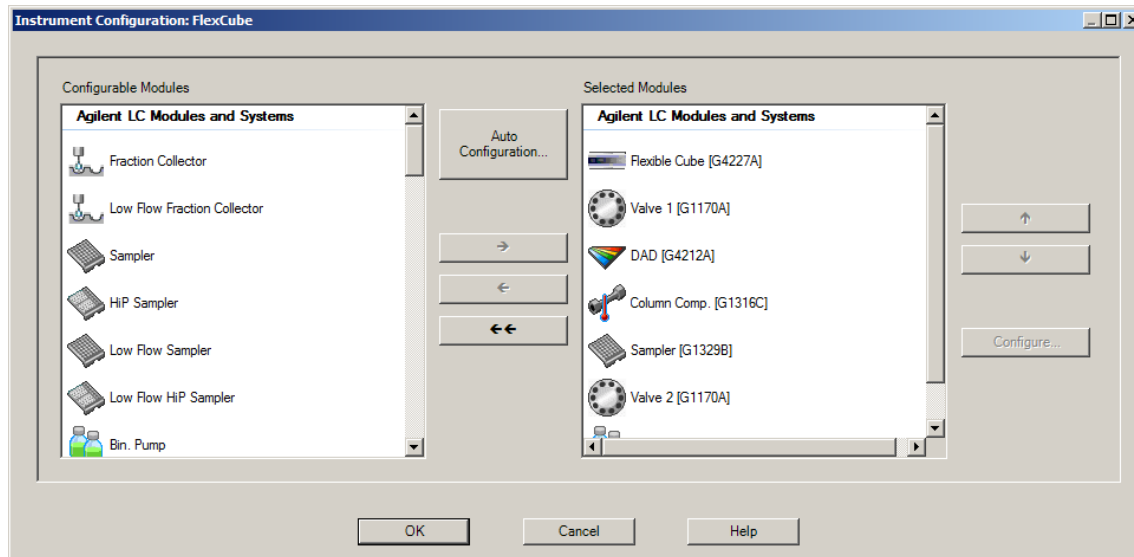 Instrument Configuration: FlexCube
Configurable Modules
Agilent LC Modules and Systems
Fraction Collector
Low Flow Fraction Collector
Sampler
HiP Sampler
Low Flow Sampler
Low Flow HiP Sampler
Bin. Pump
Auto
Configuration...
Selected Modules
Agilent LC Modules and Systems
Flexible Cube [G4227A]
Valve 1 [G1170A]
DAD [G4212A]
Column Comp. [G1316C]
Sampler [G1329B]
Valve 2 [G1170A]
Configure...
OK
Cancel
Help